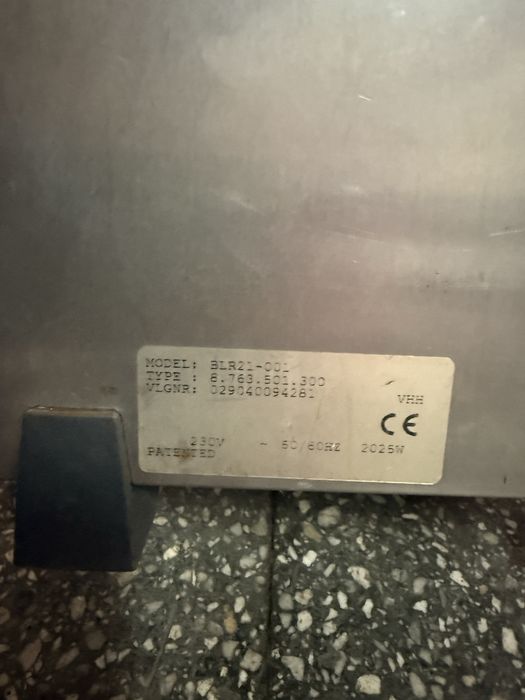 MODEL: BLR21-001
TYPE : 6.763.501.300
VLGNR: 029040094281
VHH
CE
230V ~ 50/60HZ 2025W
PATENTED